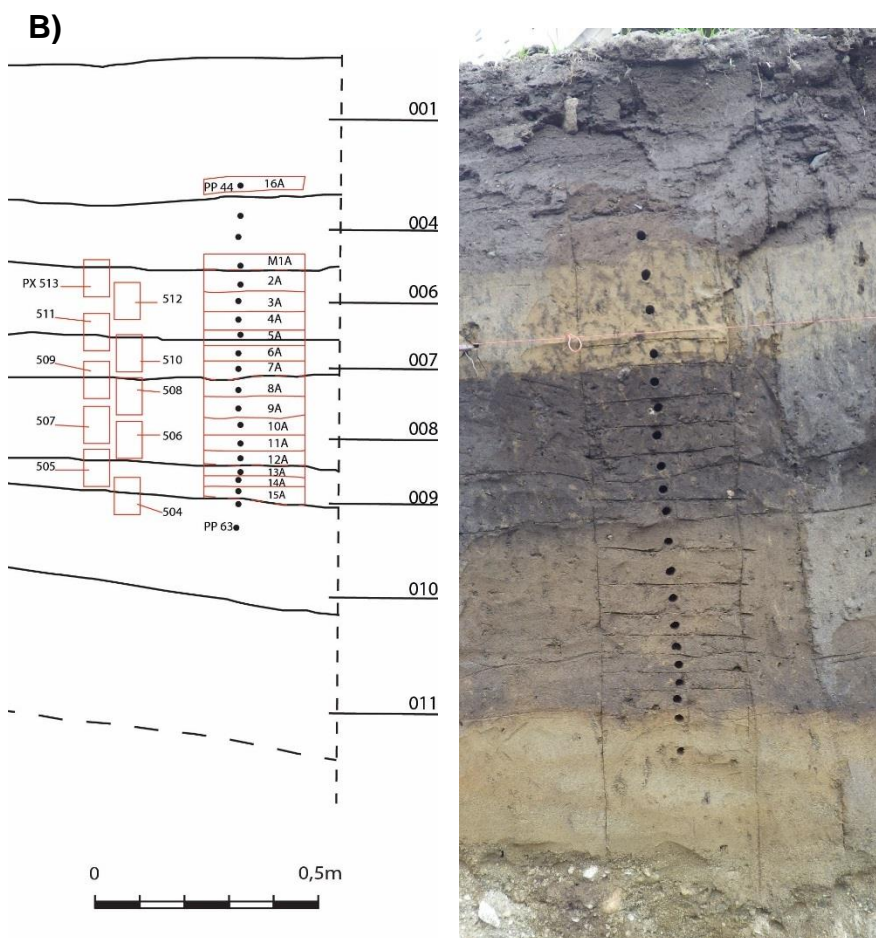 B)
001
PP 44 16A
004
M1A
PX 513 2A
512 006
3A
511 4A
5A
510 6A 007
509 7A
508 8A
9A
507 10A 008
506 11A
505 12A
13A
14A
15A 009
504
PP 63
010
011
0 0,5m